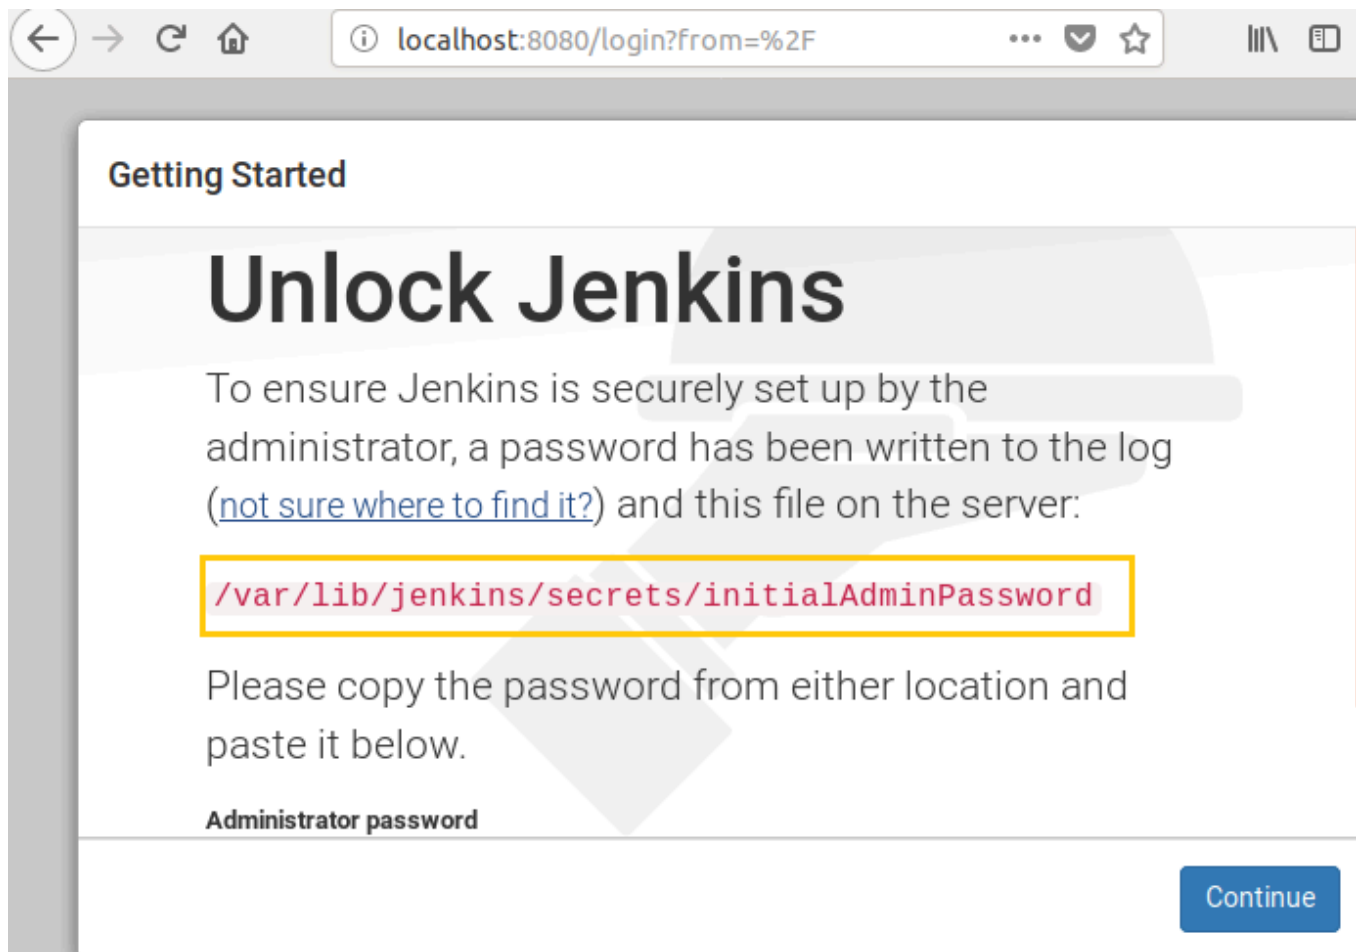 localhost:8080/login?from=%2F
Getting Started
Unlock Jenkins
To ensure Jenkins is securely set up by the
administrator, a password has been written to the log
(not sure where to find it?) and this file on the server:
/var/lib/jenkins/secrets/initialAdminPassword
Please copy the password from either location and
paste it below.
Administrator password
Continue